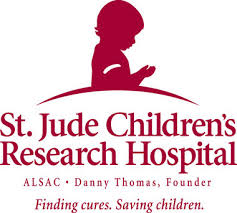 St. Jude Children's
Research Hospital
ALSAC • Danny Thomas, Founder
Finding cures. Saving children.